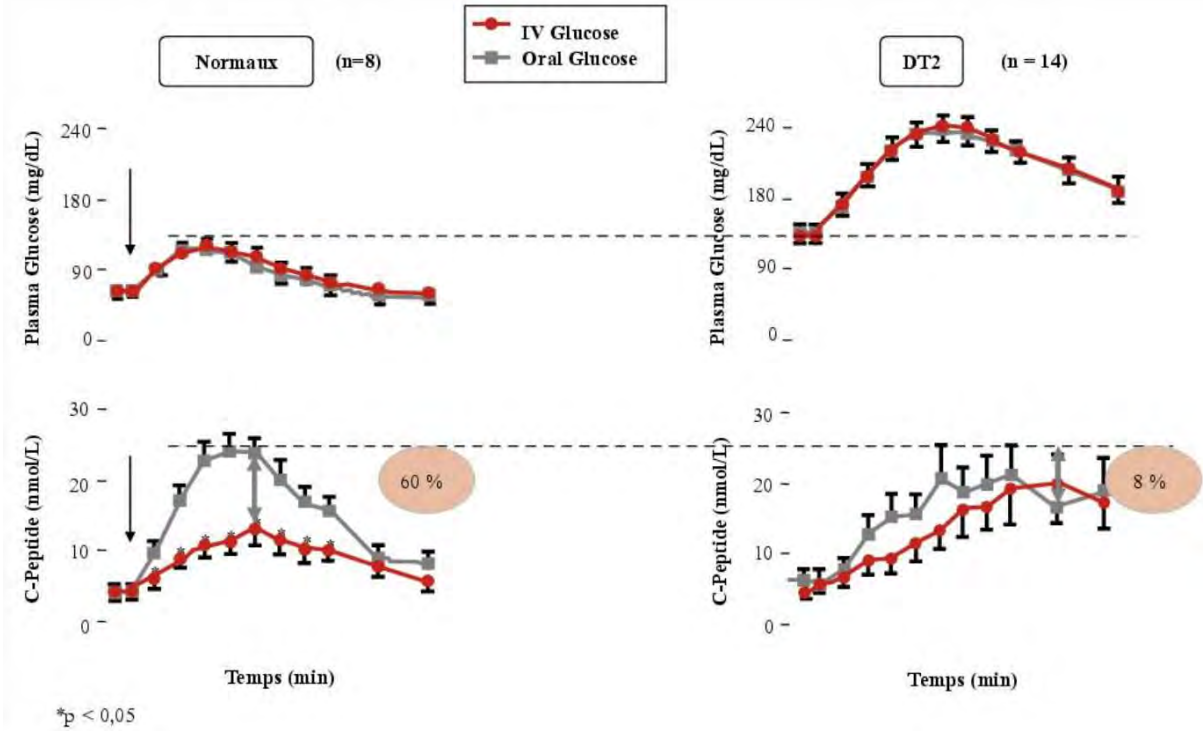 IV Glucose
Oral Glucose
Normaux (n=8)
DT2 (n = 14)
Plasma Glucose (mg/dL)
240
180
90
0
Plasma Glucose (mg/dL)
240
180
90
0
C-Peptide (nmol/L)
30
20
10
0
60 %
* * * * * * *
C-Peptide (nmol/L)
30
20
10
0
8 %
Temps (min)
Temps (min)
*p < 0,05